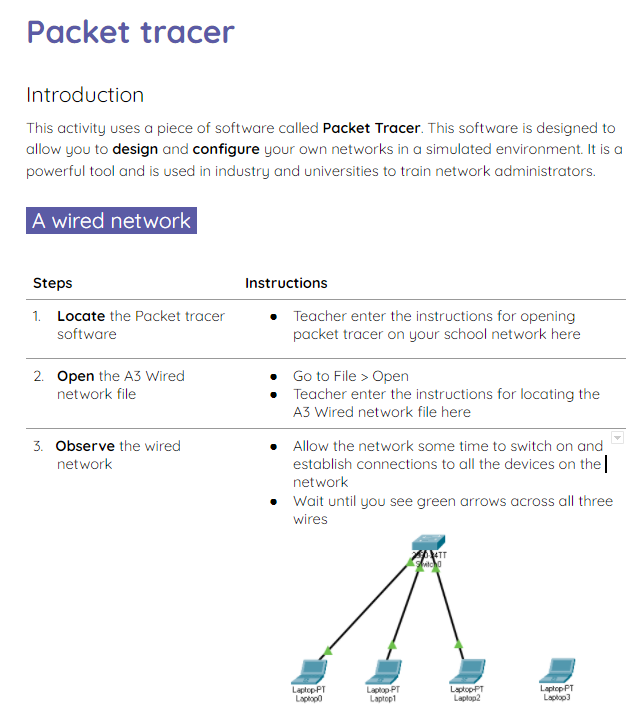 Packet tracer
Introduction
This activity uses a piece of software called Packet Tracer. This software is designed to
allow you to design and configure your own networks in a simulated environment. It is a
powerful tool and is used in industry and universities to train network administrators.
A wired network
Steps Instructions
1. Locate the Packet tracer
software
● Teacher enter the instructions for opening
packet tracer on your school network here
2. Open the A3 Wired
network file
● Go to File > Open
● Teacher enter the instructions for locating the
A3 Wired network file here
3. Observe the wired
network
● Allow the network some time to switch on and
establish connections to all the devices on the
network
● Wait until you see green arrows across all three
wires
Switch0
Laptop-PT
Laptop0
Laptop-PT
Laptop1
Laptop-PT
Laptop2
Laptop-PT
Laptop3